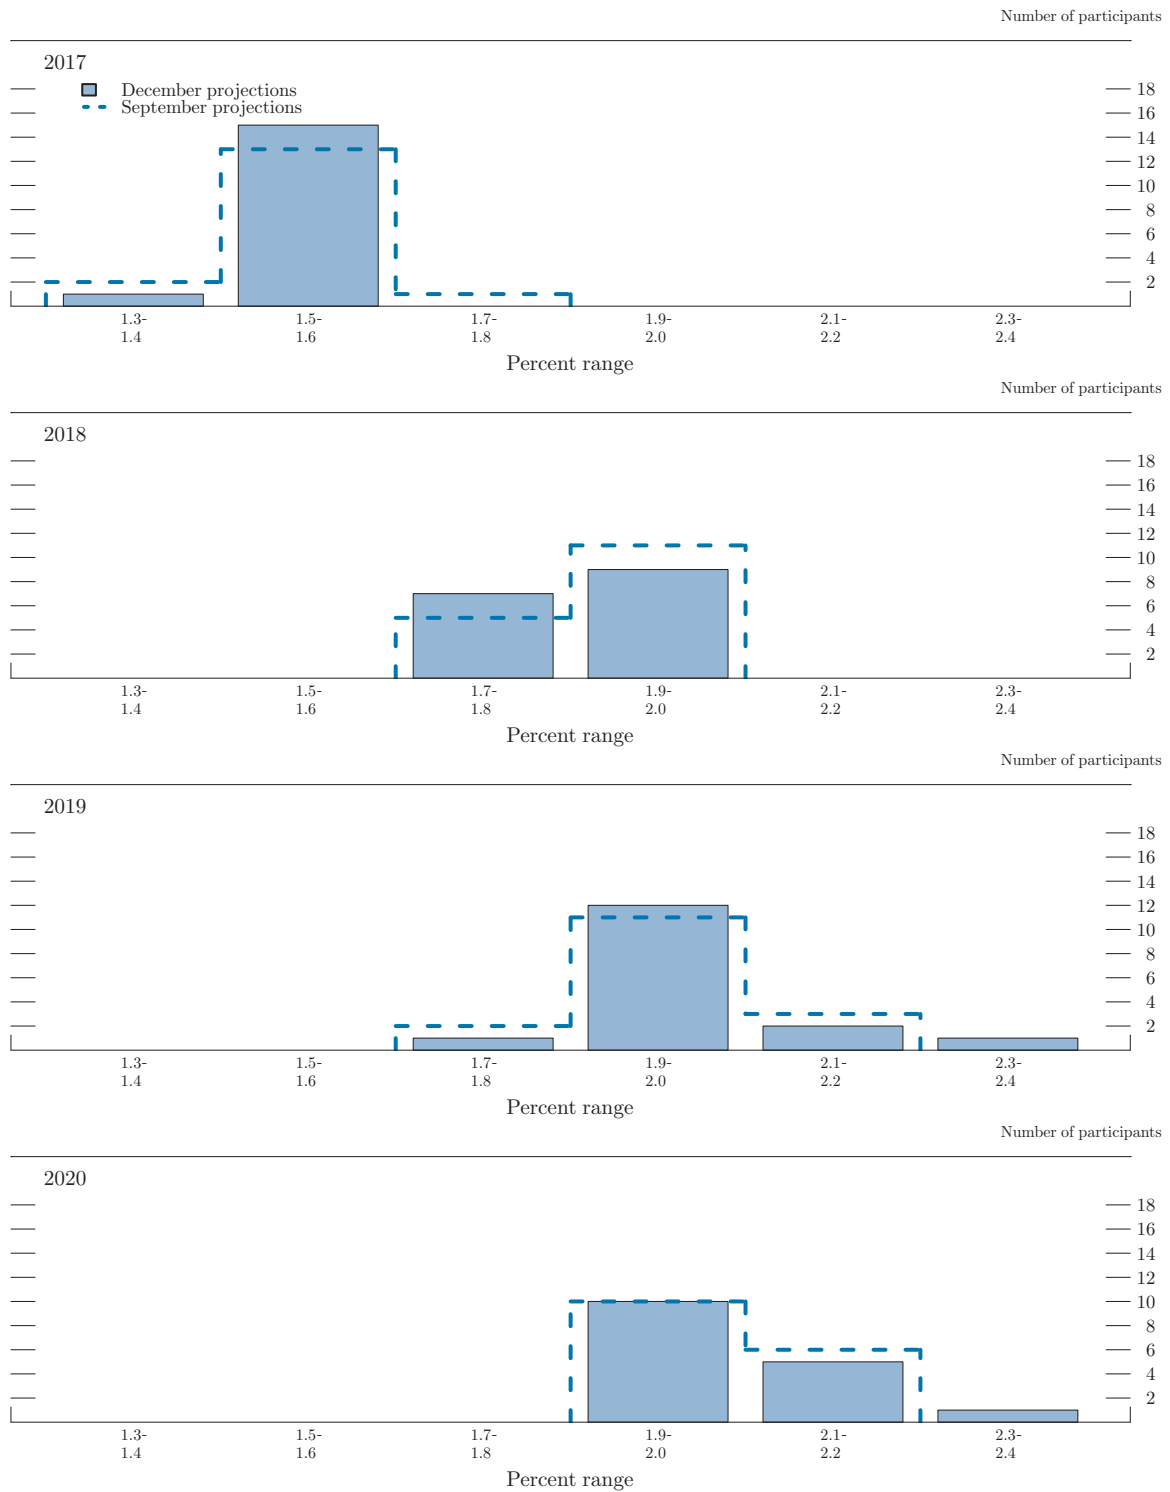 Number of participants
2017
December projections
September projections
18
16
14
12
10
8
6
4
2
1.3- 1.5- 1.7- 1.9- 2.1- 2.3-
1.4 1.6 1.8 2.0 2.2 2.4
Percent range
Number of participants
2018
18
16
14
12
10
8
6
4
2
1.3- 1.5- 1.7- 1.9- 2.1- 2.3-
1.4 1.6 1.8 2.0 2.2 2.4
Percent range
Number of participants
2019
18
16
14
12
10
8
6
4
2
1.3- 1.5- 1.7- 1.9- 2.1- 2.3-
1.4 1.6 1.8 2.0 2.2 2.4
Percent range
Number of participants
2020
18
16
14
12
10
8
6
4
2
1.3- 1.5- 1.7- 1.9- 2.1- 2.3-
1.4 1.6 1.8 2.0 2.2 2.4
Percent range